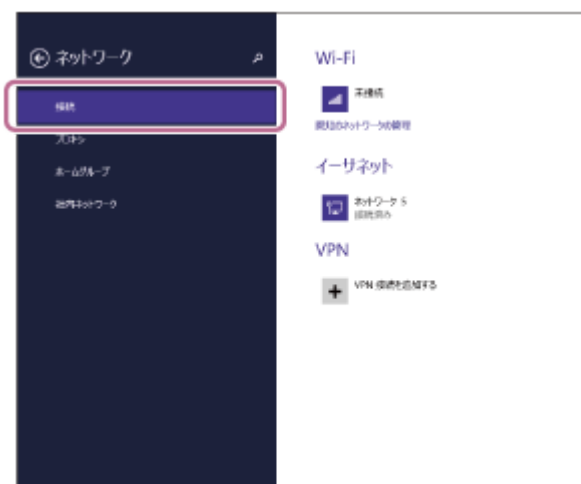 ネットワーク
接続
プロキシ
ホームグループ
社内ネットワーク
Wi-Fi
未接続
既知のネットワークの管理
イーサネット
ネットワーク 5
接続済み
VPN
VPN 接続を追加する